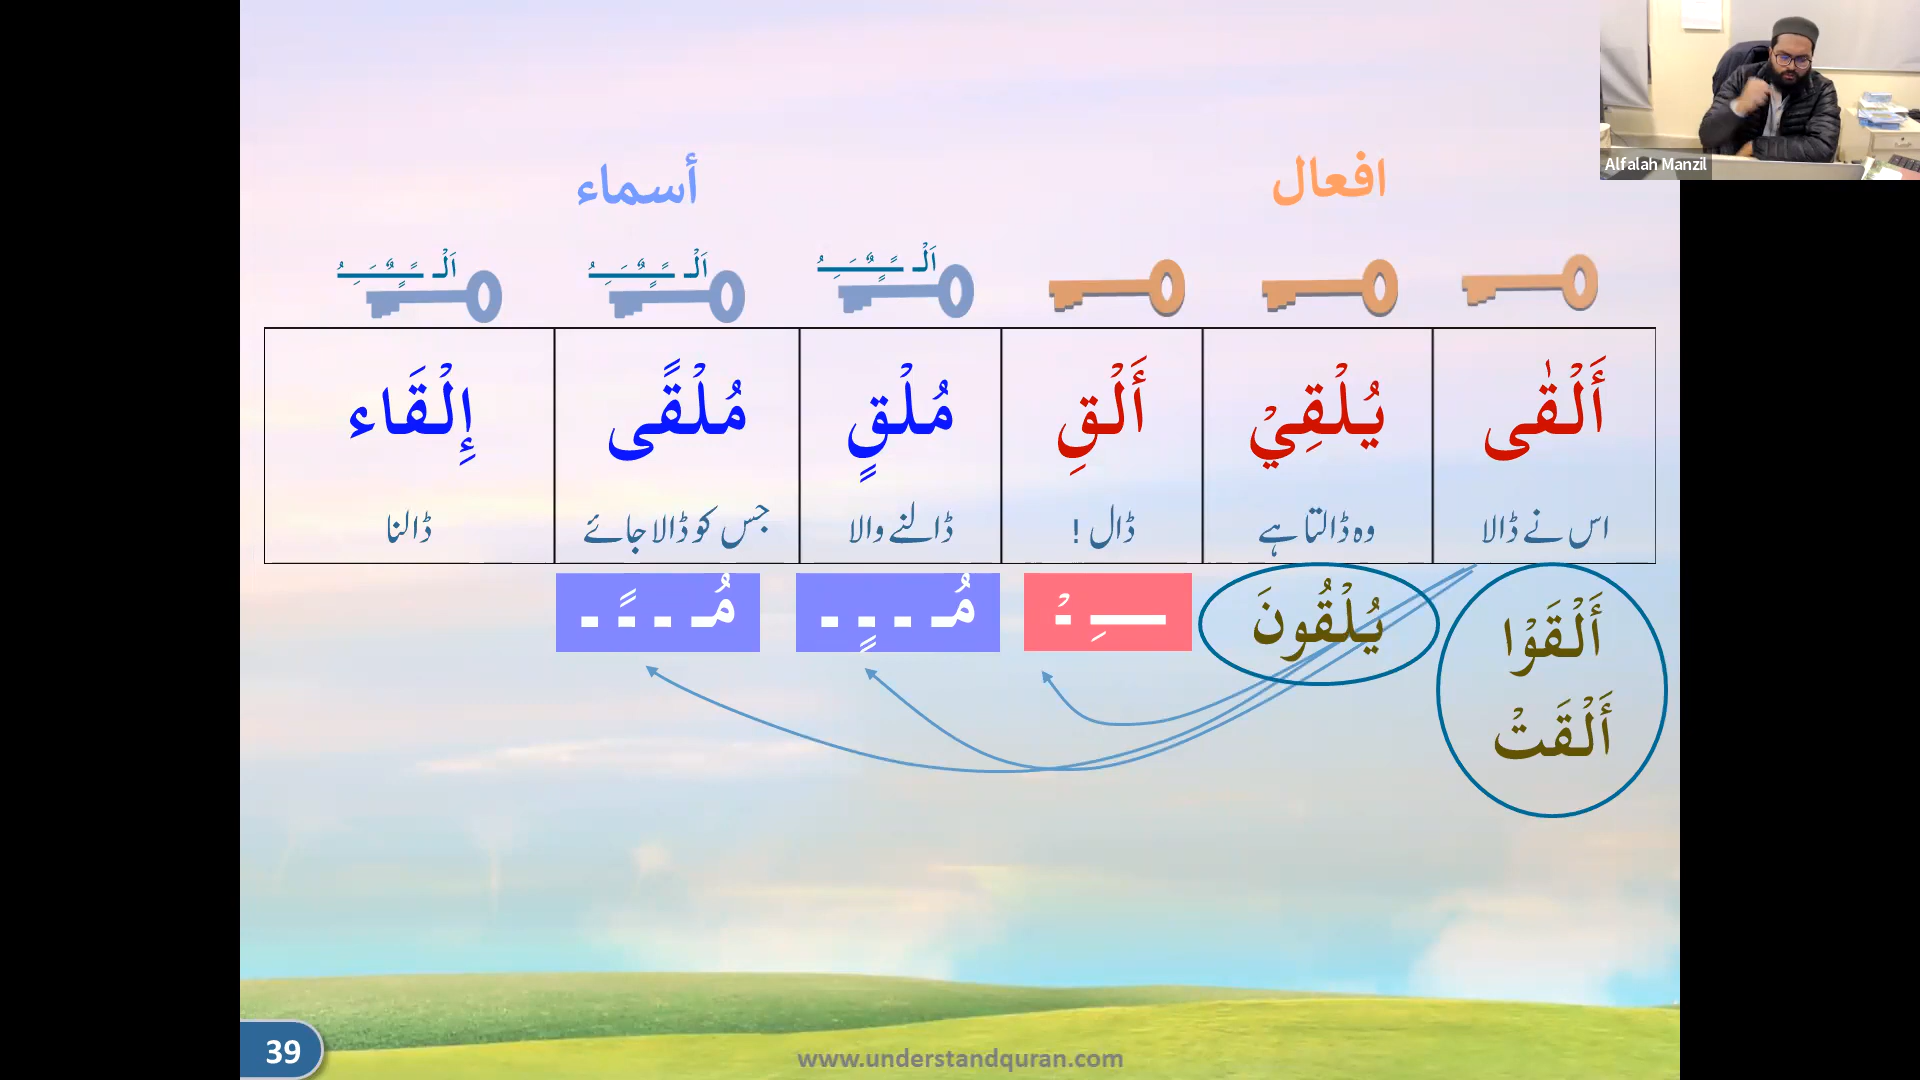 Alfalah Manzil
افعال
أسماء
اَلْـ ـَـِـُـًـٍـٌ
اَلْـ ـَـِـُـًـٍـٌ
اَلْـ ـَـِـُـًـٍـٌ
أَلْقٰى
يُلْقِيْ
أَلْقِ
مُلْقٍ
مُلْقًى
إِلْقَاء
اس نے ڈالا
وہ ڈالتا ہے
ڈال !
ڈالنے والا
جس کو ڈالا جائے
ڈالنا
أَلْقَوْا
أَلْقَتْ
يُلْقُونَ
ـِـ ـْ
مُـ ـ ـٍ ـ
مُـ ـ ـً ـ
39
www.understandquran.com